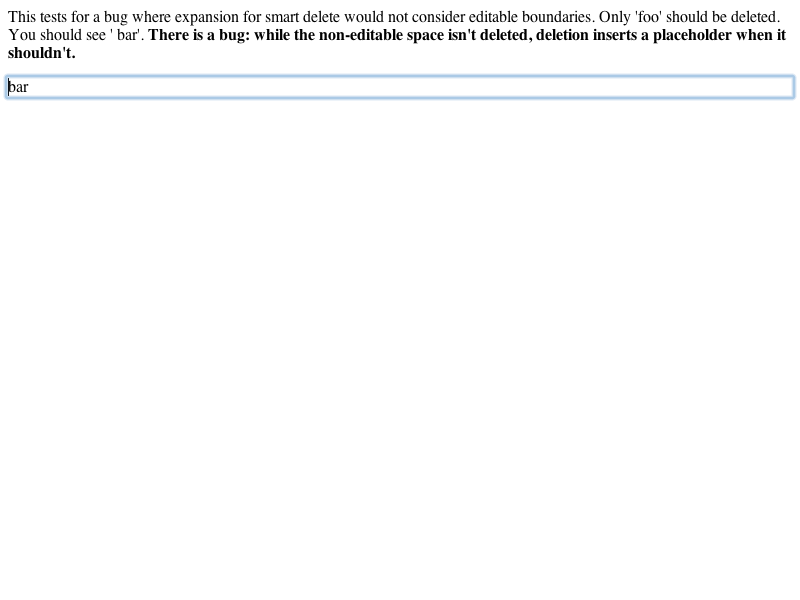 This tests for a bug where expansion for smart delete would not consider editable boundaries. Only 'foo' should be deleted.
You should see ' bar'. There is a bug: while the non-editable space isn't deleted, deletion inserts a placeholder when it
shouldn't.
bar